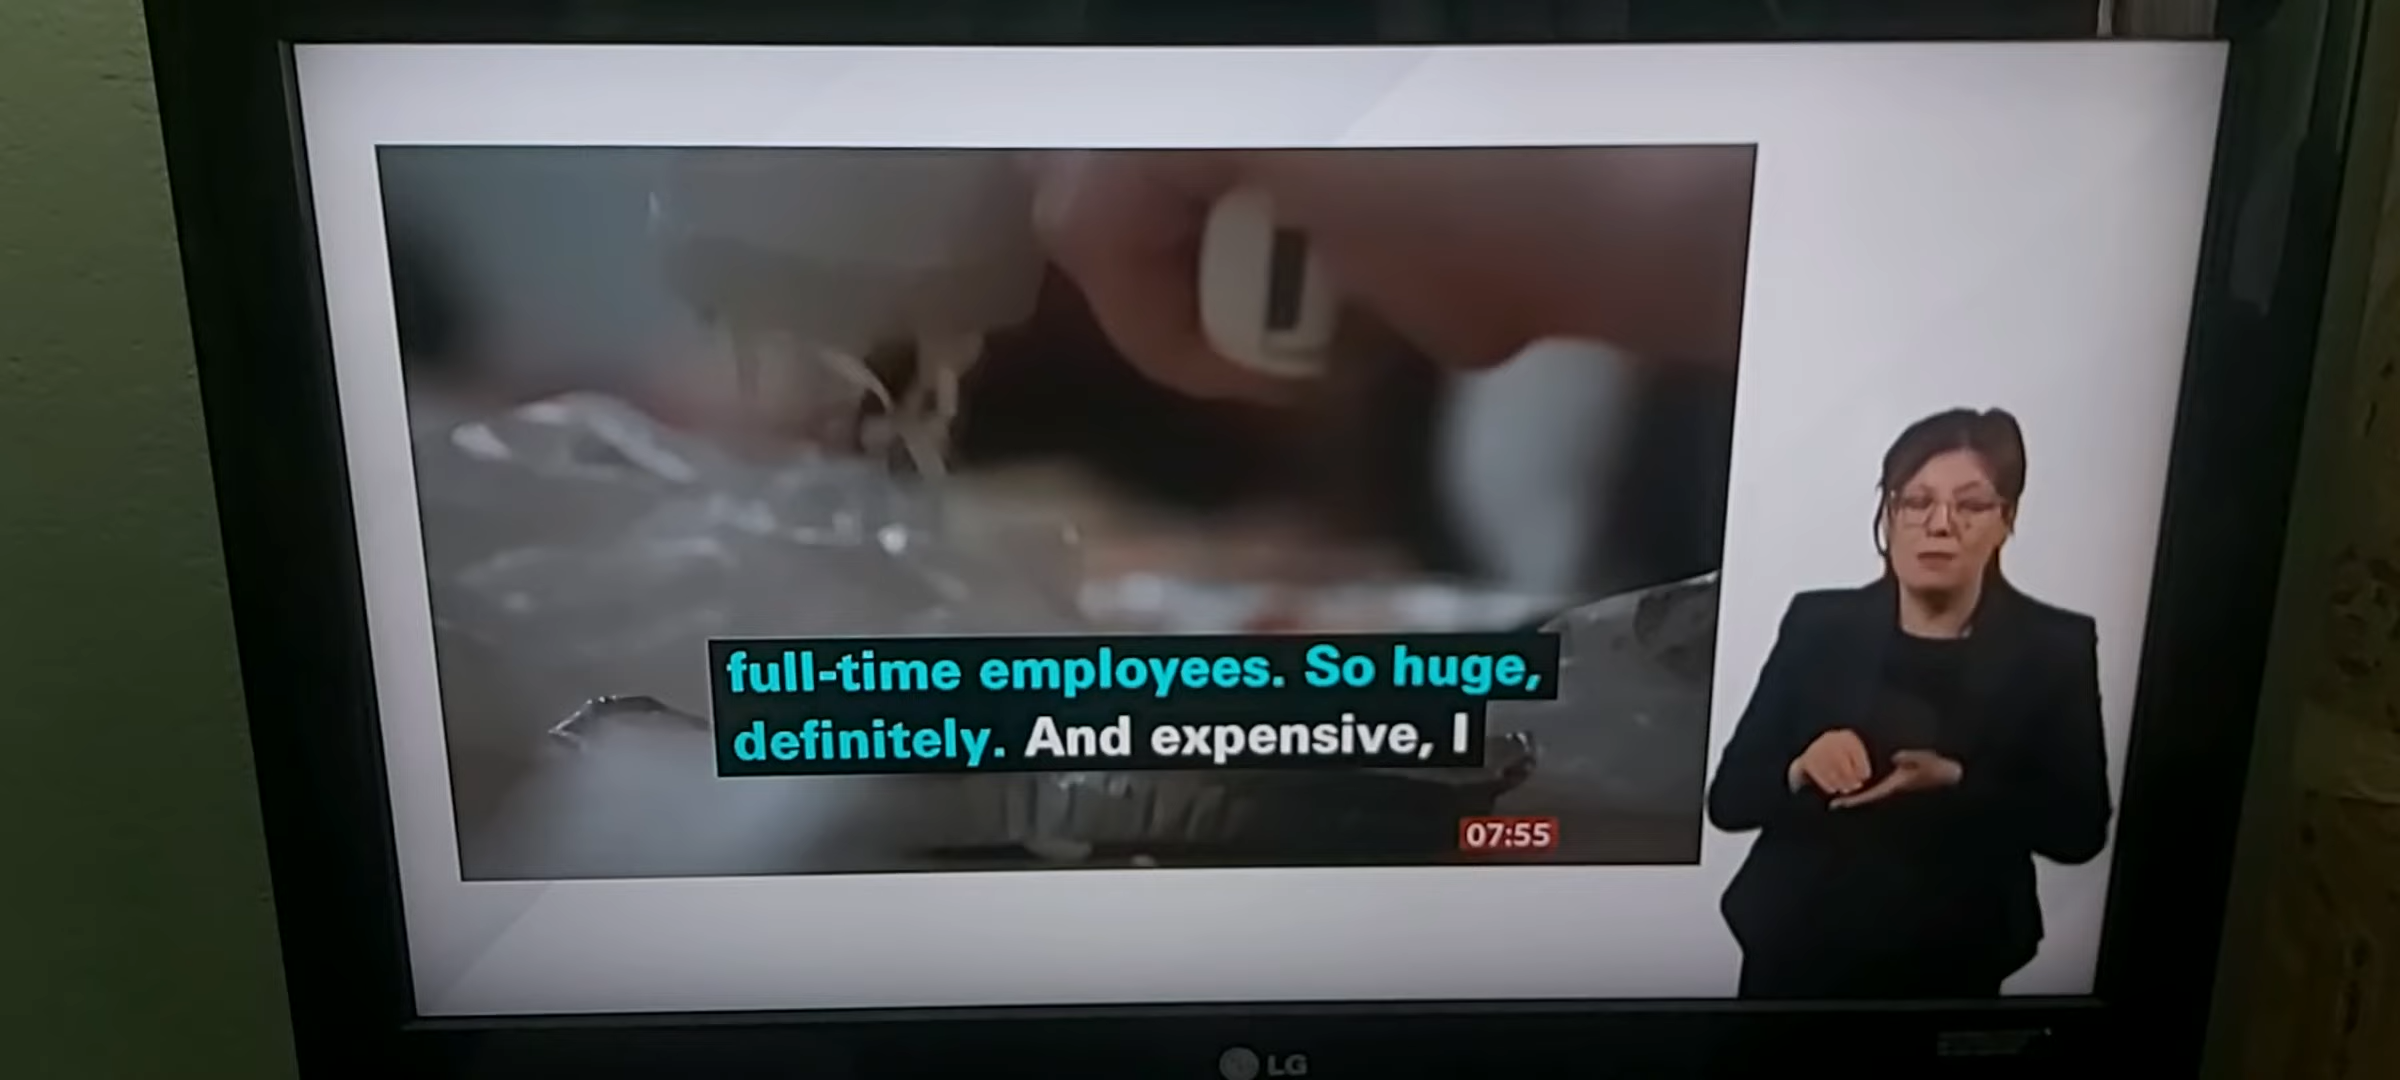 full-time employees. So huge,
definitely. And expensive, I
07:55
LG